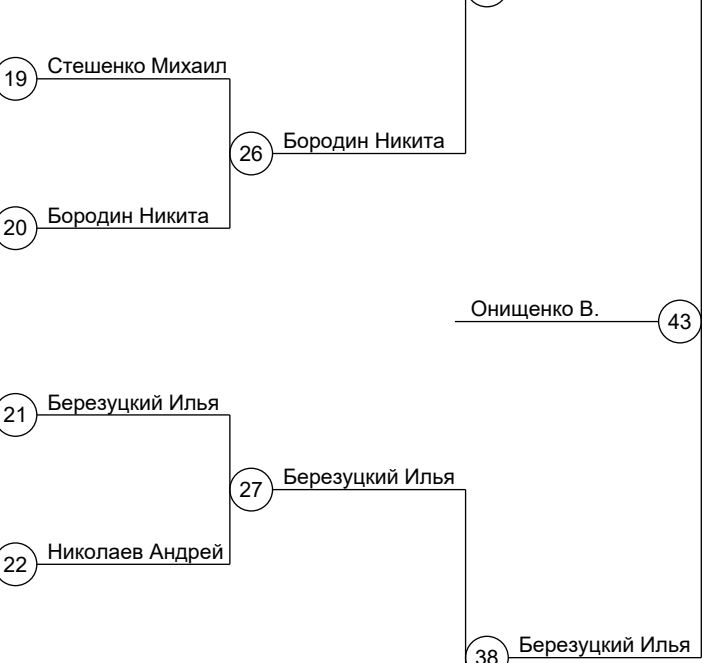 19 Стешенко Михаил
26 Бородин Никита
20 Бородин Никита
Онищенко В. 43
21 Березуцкий Илья
27 Березуцкий Илья
22 Николаев Андрей
38 Березуцкий Илья